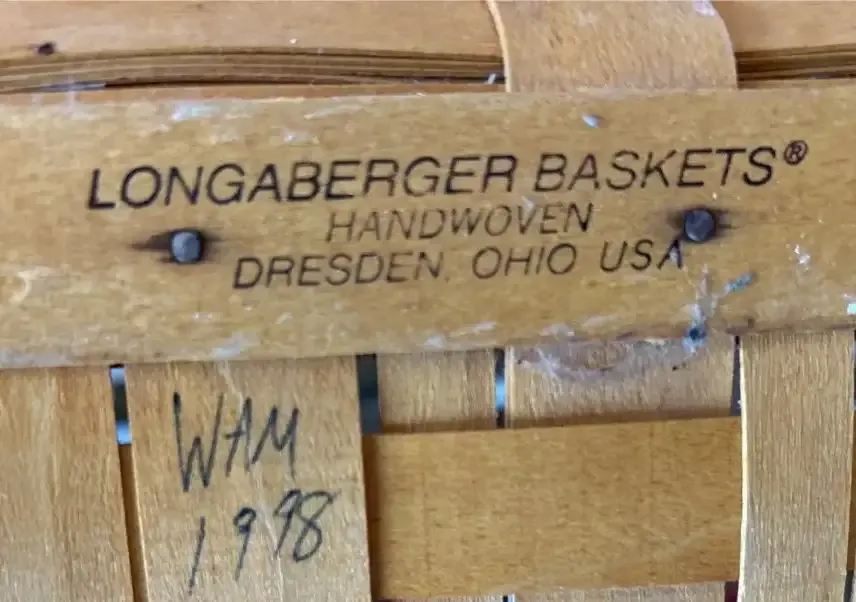 LONGABERGER BASKETS®
HANDWOVEN
DRESDEN, OHIO USA
WAM
1998